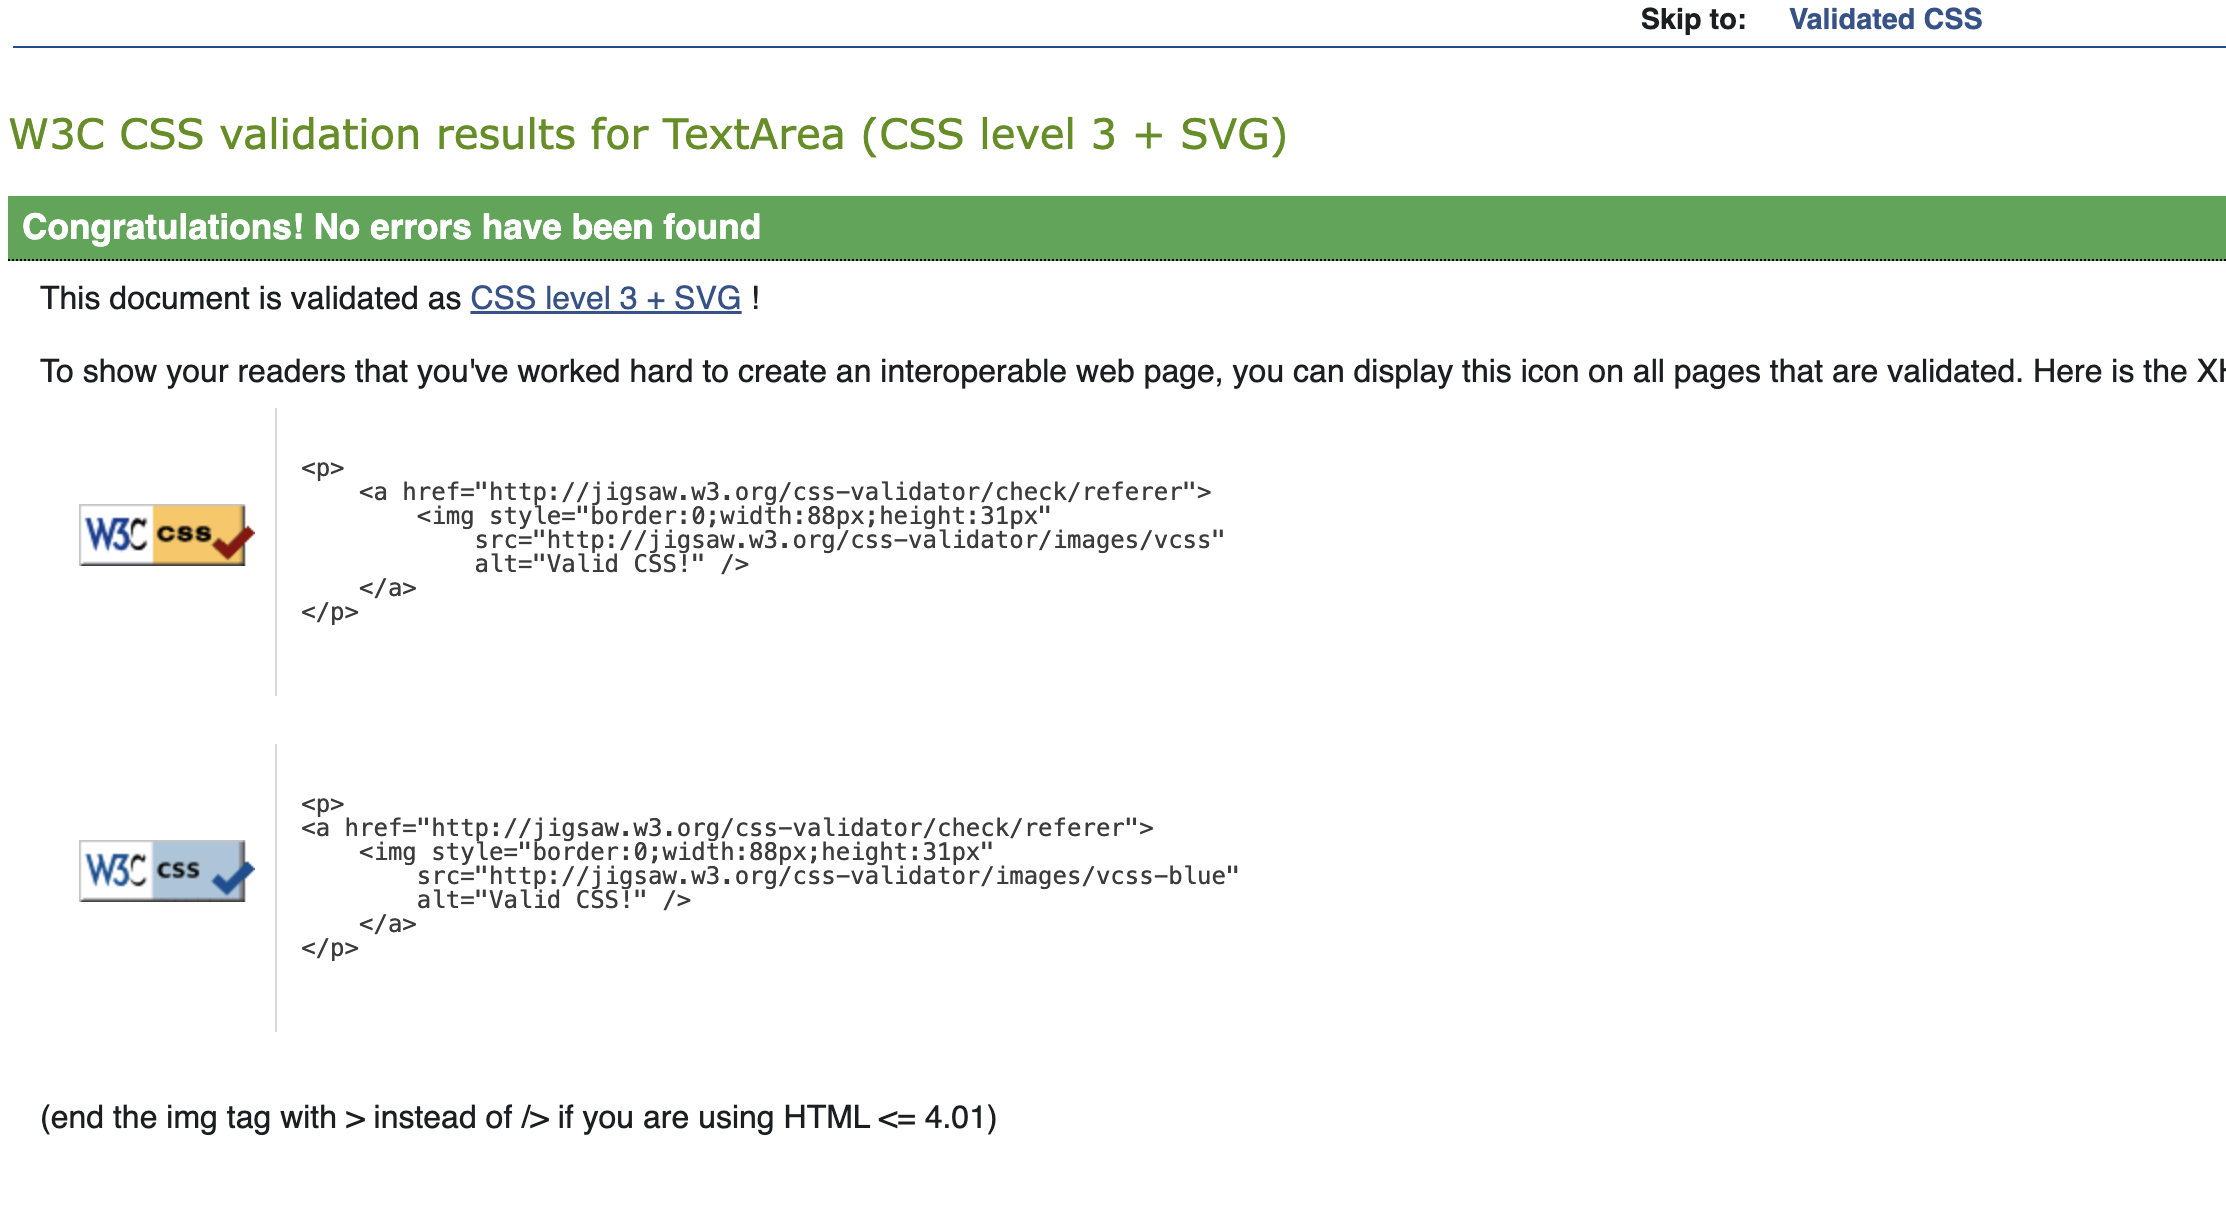 Skip to: Validated CSS
W3C CSS validation results for TextArea (CSS level 3 + SVG)
Congratulations! No errors have been found
This document is validated as CSS level 3 + SVG !
To show your readers that you've worked hard to create an interoperable web page, you can display this icon on all pages that are validated. Here is the
<p>
    <a href="http://jigsaw.w3.org/css-validator/check/referer">
        <img style="border:0;width:88px;height:31px"
            src="http://jigsaw.w3.org/css-validator/images/vcss"
            alt="Valid CSS!" />
    </a>
</p>
W3C css
<p>
<a href="http://jigsaw.w3.org/css-validator/check/referer">
    <img style="border:0;width:88px;height:31px"
        src="http://jigsaw.w3.org/css-validator/images/vcss-blue"
        alt="Valid CSS!" />
    </a>
</p>
W3C css
(end the img tag with > instead of /> if you are using HTML <= 4.01)